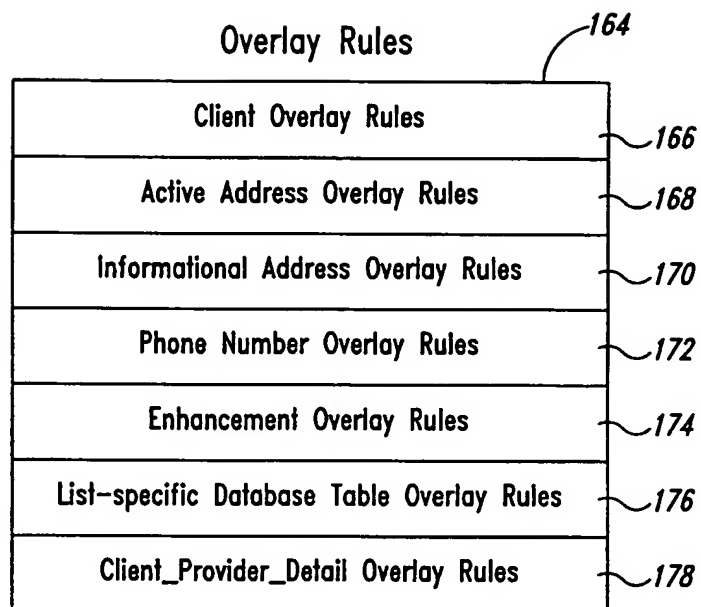 Overlay Rules
164
Client Overlay Rules
166
Active Address Overlay Rules
168
Informational Address Overlay Rules
170
Phone Number Overlay Rules
172
Enhancement Overlay Rules
174
List-specific Database Table Overlay Rules
176
Client_Provider_Detail Overlay Rules
178